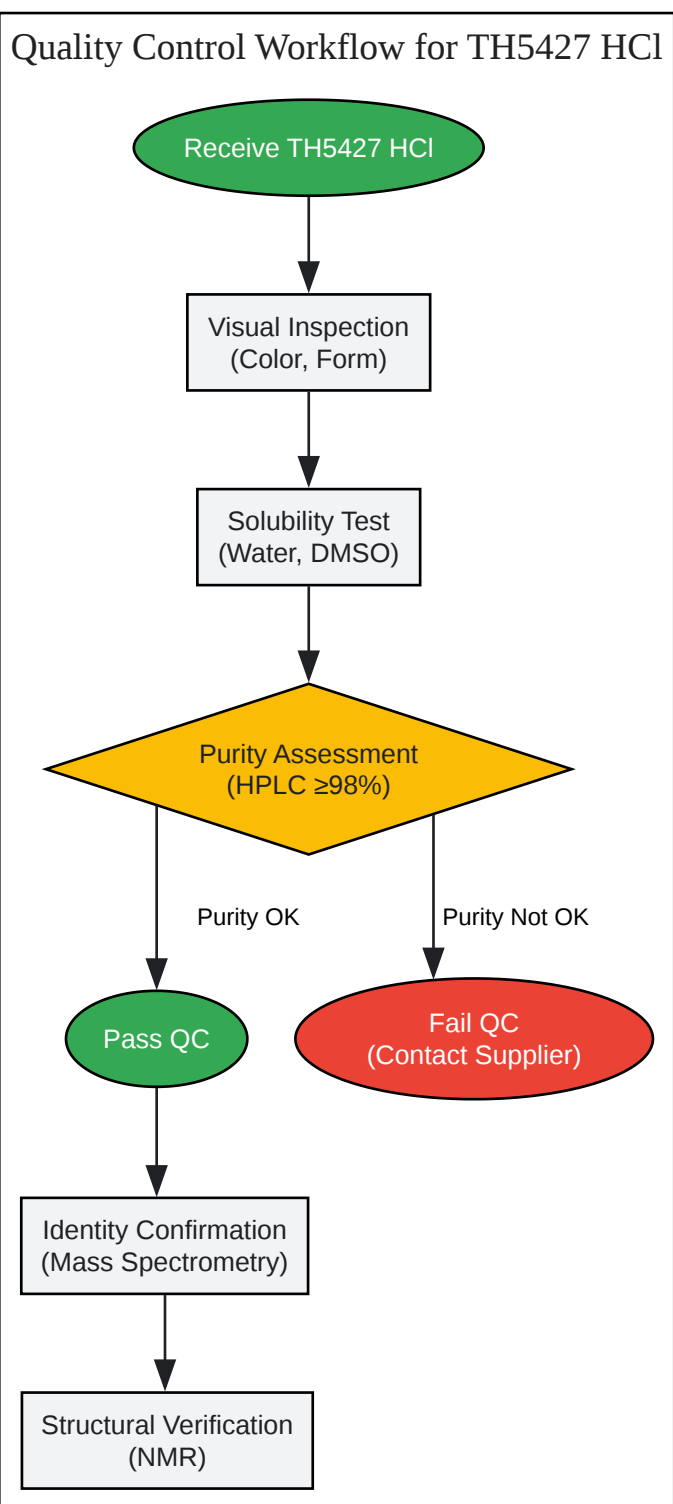 Quality Control Workflow for TH5427 HCl
Receive TH5427 HCl
Visual Inspection
(Color, Form)
Solubility Test
(Water, DMSO)
Purity Assessment
(HPLC ≥98%)
Purity OK
Purity Not OK
Pass QC
Fail QC
(Contact Supplier)
Identity Confirmation
(Mass Spectrometry)
Structural Verification
(NMR)